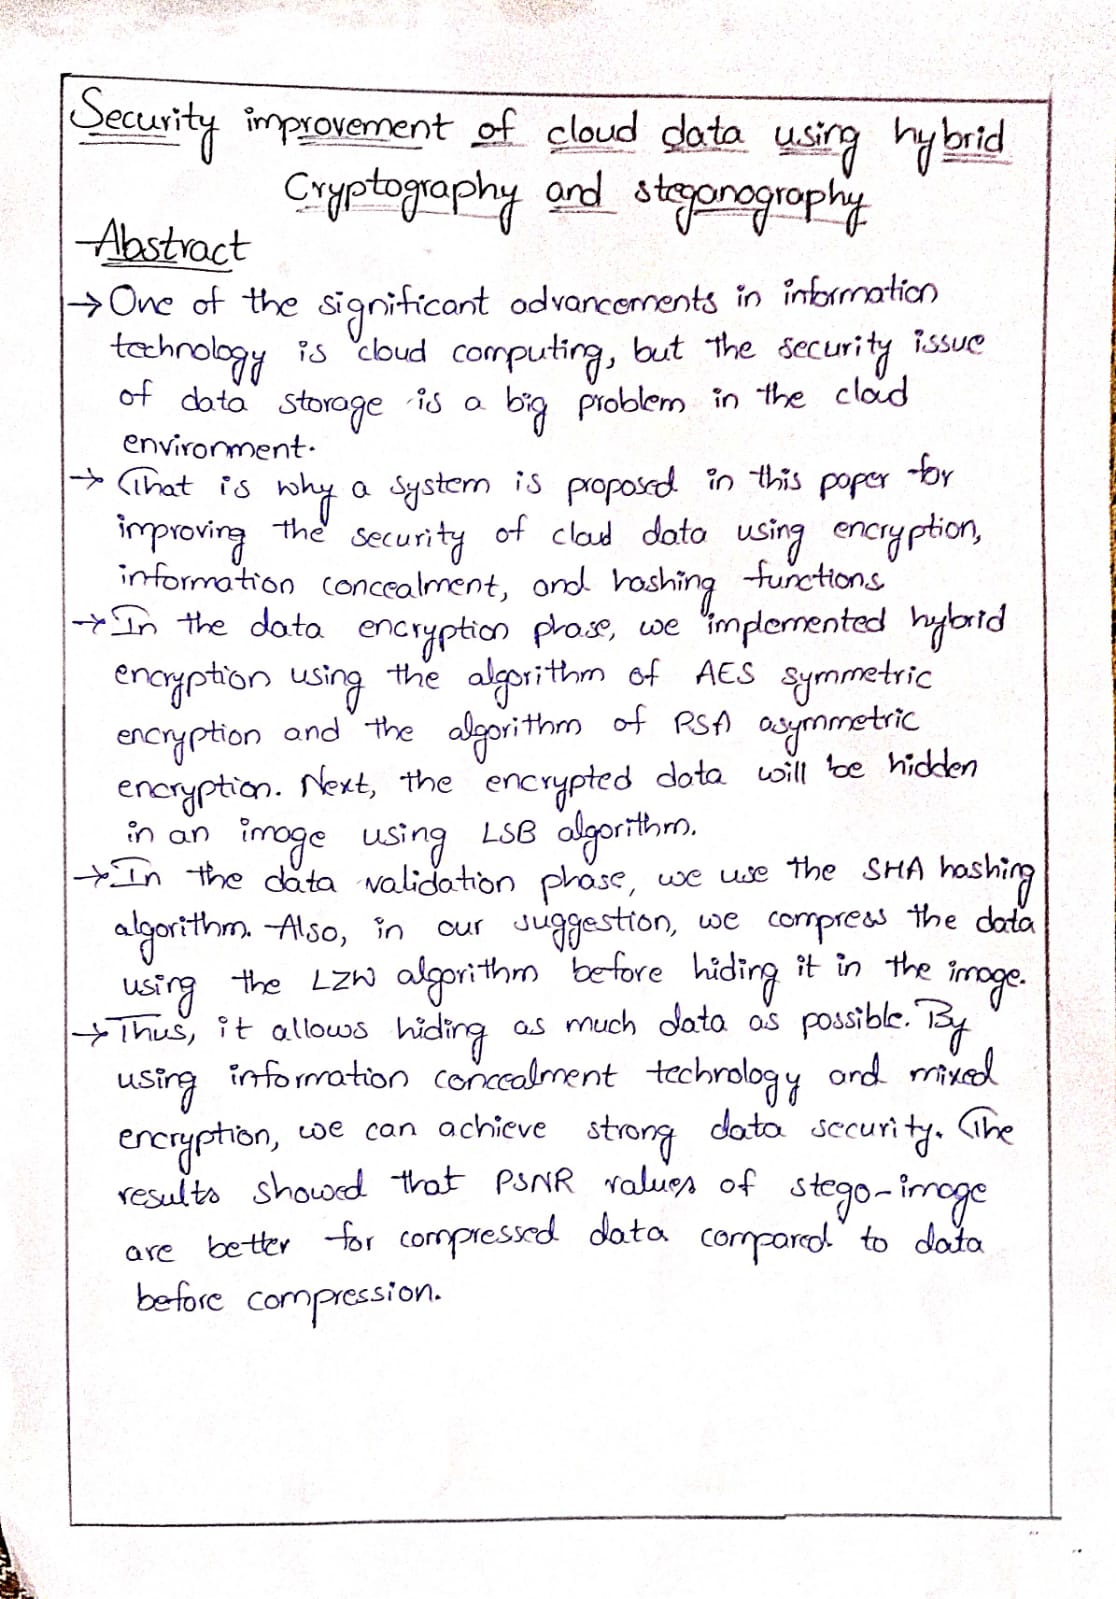 Security improvement of cloud data using hybrid
Cryptography and steganography
Abstract
→ One of the significant advancements in information
technology is cloud computing, but the security issue
of data storage is a big problem in the cloud
environment.
→ That is why a system is proposed in this paper for
improving the security of cloud data using encryption,
information concealment, and hashing functions
→ In the data encryption phase, we implemented hybrid
encryption using the algorithm of AES symmetric
encryption and the algorithm of RSA asymmetric
encryption. Next, the encrypted data will be hidden
in an image using LSB algorithm.
→ In the data validation phase, we use the SHA hashing
algorithm. Also, in our suggestion, we compress the data
using the LZW algorithm before hiding it in the image.
→ Thus, it allows hiding as much data as possible. By
using information concealment technology and mixed
encryption, we can achieve strong data security. The
results showed that PSNR values of stego-image
are better for compressed data compared to data
before compression.